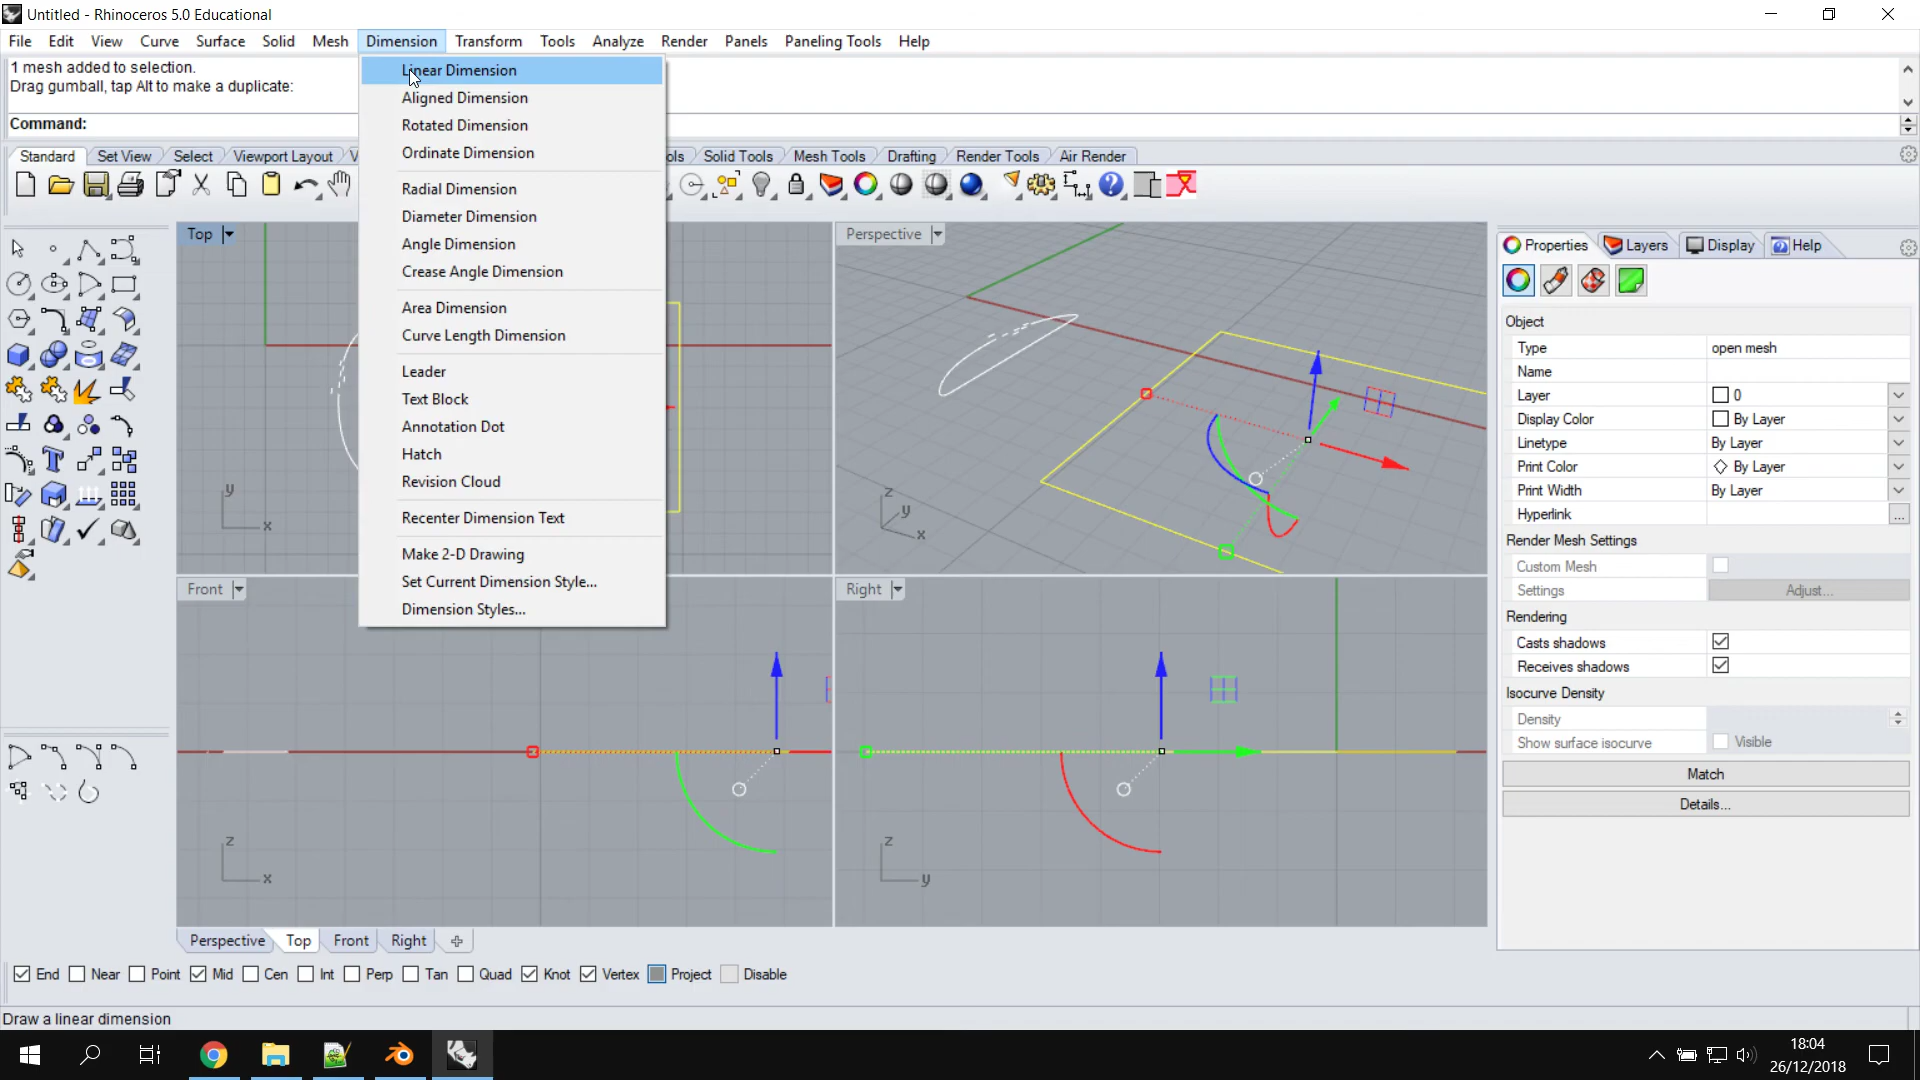 Untitled - Rhinoceros 5.0 Educational
File Edit View Curve Surface Solid Mesh Dimension Transform Tools Analyze Render Panels Paneling Tools Help
1 mesh added to selection.
Drag gumball, tap Alt to make a duplicate:
Command:
Standard Set View Select Viewport Layout V ols Solid Tools Mesh Tools Drafting Render Tools Air Render
Linear Dimension
Aligned Dimension
Rotated Dimension
Ordinate Dimension
Radial Dimension
Diameter Dimension
Angle Dimension
Crease Angle Dimension
Area Dimension
Curve Length Dimension
Leader
Text Block
Annotation Dot
Hatch
Revision Cloud
Recenter Dimension Text
Make 2-D Drawing
Set Current Dimension Style...
Dimension Styles...
Top
y
x
Perspective
z
y
x
Front
z
x
Right
z
y
Properties Layers Display Help
Object
Type open mesh
Name
Layer 0
Display Color By Layer
Linetype By Layer
Print Color By Layer
Print Width By Layer
Hyperlink ...
Render Mesh Settings
Custom Mesh
Settings Adjust...
Rendering
Casts shadows
Receives shadows
Isocurve Density
Density
Show surface isocurve Visible
Match
Details...
Perspective Top Front Right
End Near Point Mid Cen Int Perp Tan Quad Knot Vertex Project Disable
Draw a linear dimension
18:04
26/12/2018